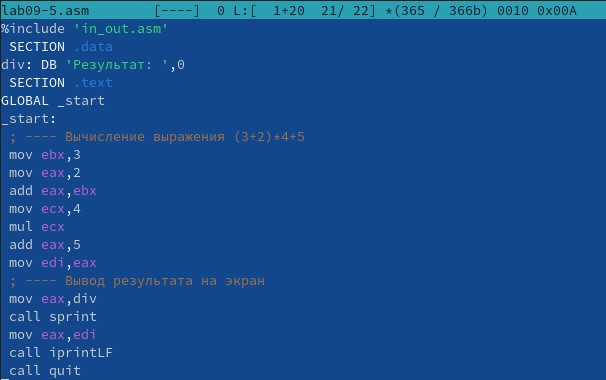 lab09-5.asm [----] 0 L:[ 1+20 21/ 22] *(365 / 366b) 0010 0x00A
%include 'in_out.asm'
SECTION .data
div: DB 'Результат: ',0
SECTION .text
GLOBAL _start
_start:
; ---- Вычисление выражения (3+2)*4+5
mov ebx,3
mov eax,2
add eax,ebx
mov ecx,4
mul ecx
add eax,5
mov edi,eax
; ---- Вывод результата на экран
mov eax,div
call sprint
mov eax,edi
call iprintLF
call quit